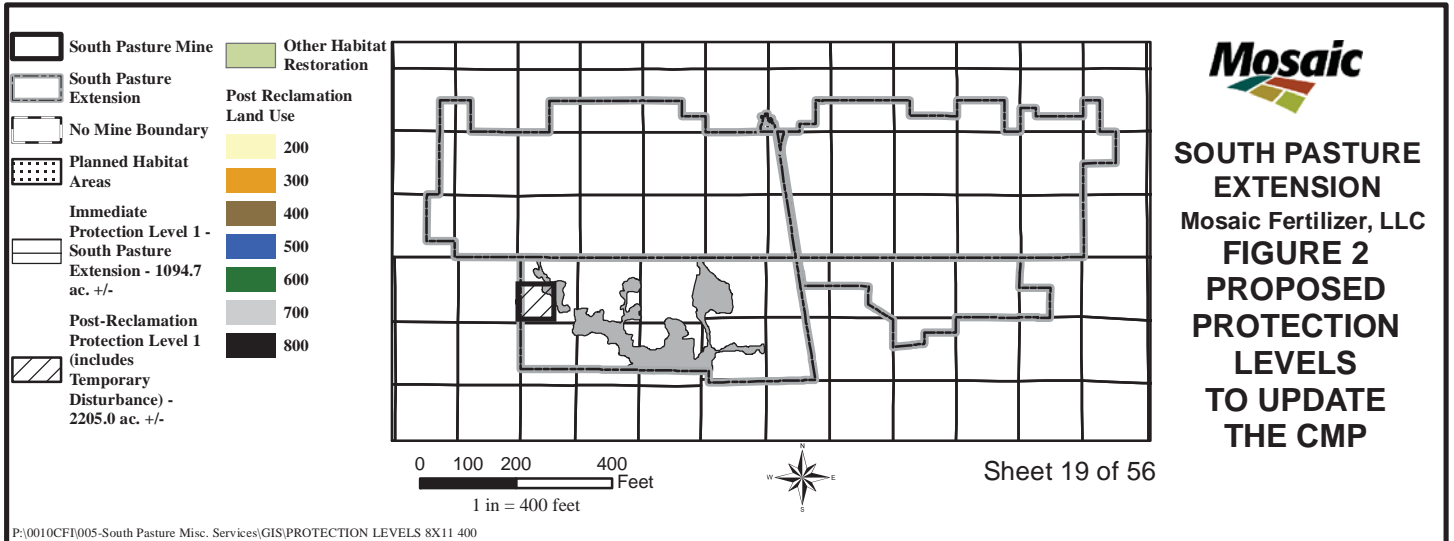 South Pasture Mine
South Pasture
Extension
No Mine Boundary
Planned Habitat
Areas
Immediate
Protection Level 1 -
South Pasture
Extension - 1094.7
ac. +/-
Post-Reclamation
Protection Level 1
(includes
Temporary
Disturbance) -
2205.0 ac. +/-
Other Habitat
Restoration
Post Reclamation
Land Use
200
300
400
500
600
700
800
0 100 200 400
Feet
1 in = 400 feet
N
W E
S
Sheet 19 of 56
Mosaic
SOUTH PASTURE
EXTENSION
Mosaic Fertilizer, LLC
FIGURE 2
PROPOSED
PROTECTION
LEVELS
TO UPDATE
THE CMP
P:\0010CFI\005-South Pasture Misc. Services\GIS\PROTECTION LEVELS 8X11 400